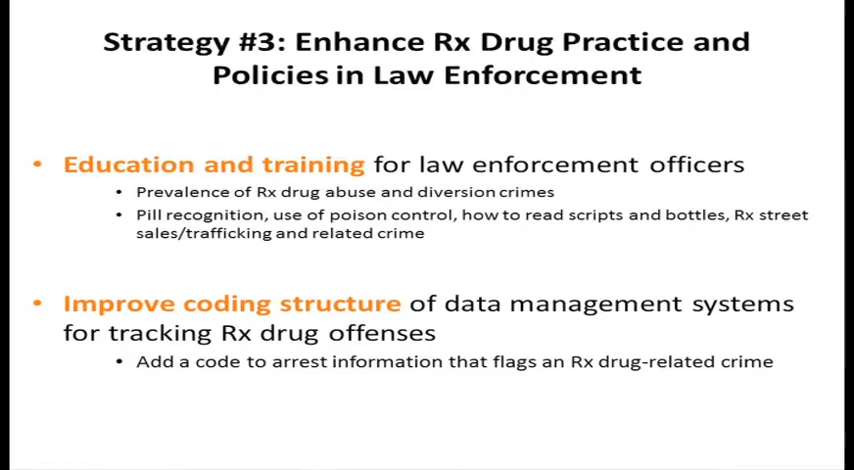 Strategy #3: Enhance Rx Drug Practice and
Policies in Law Enforcement
• Education and training for law enforcement officers
• Prevalence of Rx drug abuse and diversion crimes
• Pill recognition, use of poison control, how to read scripts and bottles, Rx street
sales/trafficking and related crime
• Improve coding structure of data management systems
for tracking Rx drug offenses
• Add a code to arrest information that flags an Rx drug-related crime